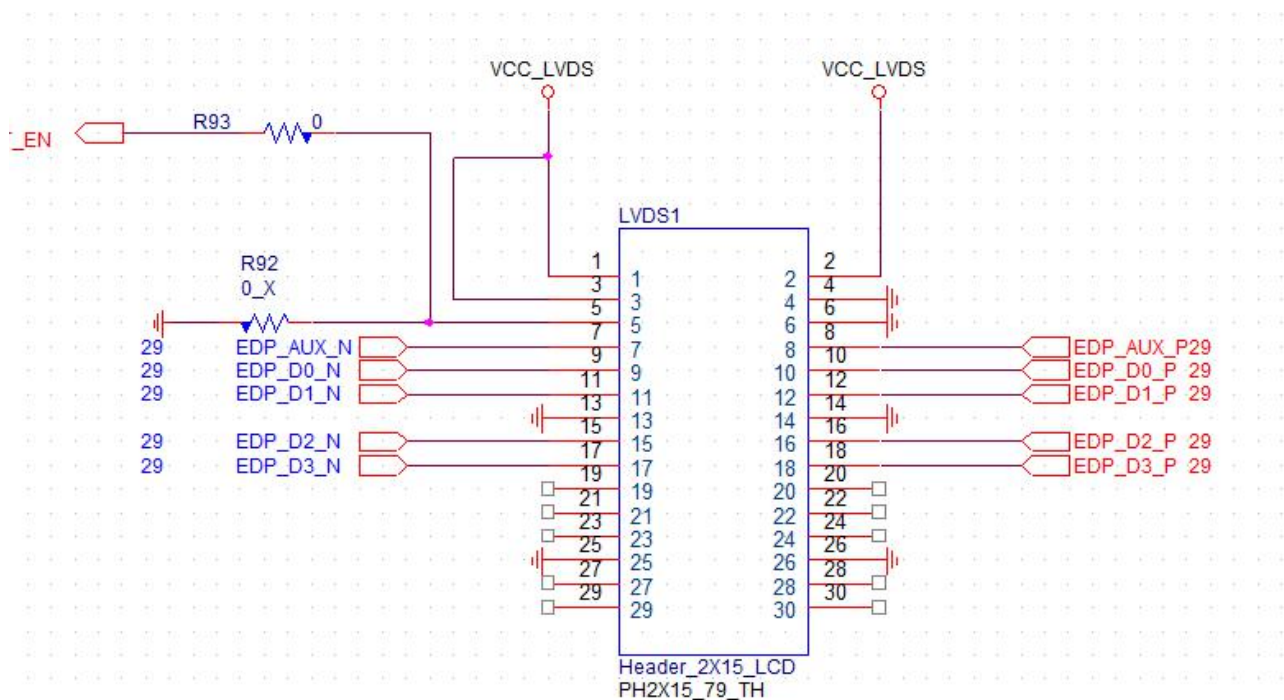 VCC_LVDS VCC_LVDS
R93 0
_EN
LVDS1
R92
0_X
1 1 2 2
3 3 4 4
5 5 6 6
7 7 8 8
29 EDP_AUX_N EDP_AUX_P29
9 9 10 10
29 EDP_D0_N EDP_D0_P 29
11 11 12 12
29 EDP_D1_N EDP_D1_P 29
13 13 14 14
15 15 16 16
29 EDP_D2_N EDP_D2_P 29
17 17 18 18
29 EDP_D3_N EDP_D3_P 29
19 19 20 20
21 21 22 22
23 23 24 24
25 25 26 26
27 27 28 28
29 29 30 30
Header_2X15_LCD
PH2X15_79_TH